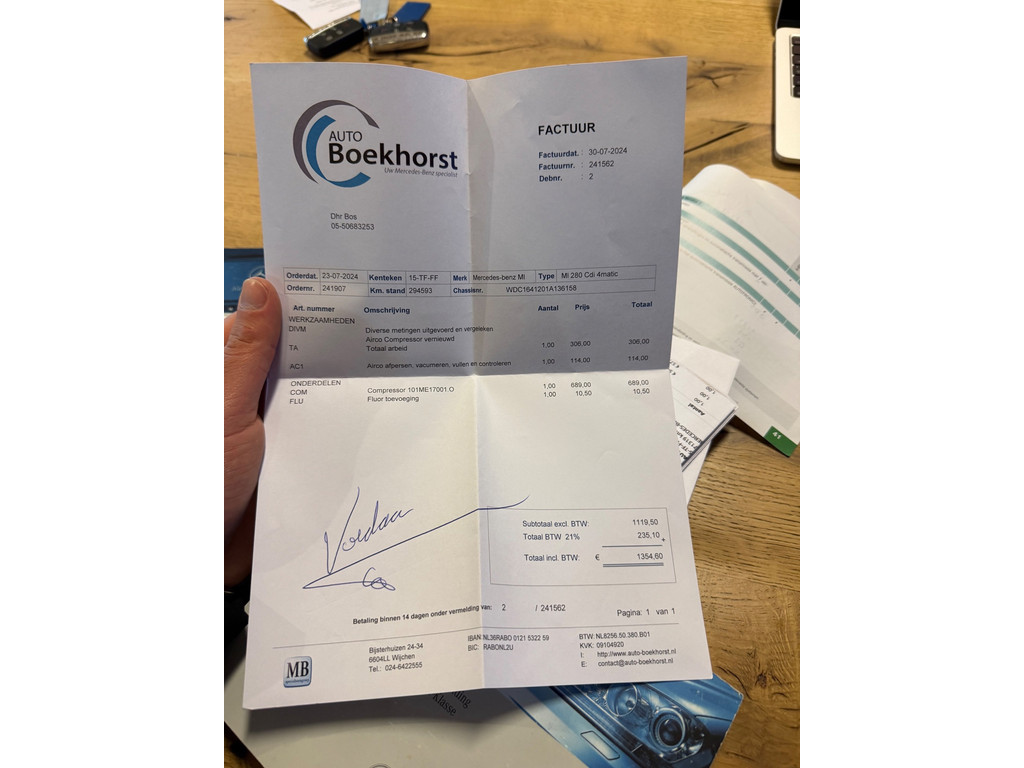 AUTO
Boekhorst
Uw Mercedes-Benz specialist
FACTUUR
Factuurdat. : 30-07-2024
Factuurnr. : 241562
Debnr. : 2
Dhr Bos
05-50683253
Orderdat. 23-07-2024 Kenteken 15-TF-FF Merk Mercedes-benz Ml Type Ml 280 Cdi 4matic
Ordernr. 241907 Km. stand 294593 Chassisnr. WDC1641201A136158
Art. nummer Omschrijving Aantal Prijs Totaal
WERKZAAMHEDEN
DIVM Diverse metingen uitgevoerd en vergeleken
Airco Compressor vernieuwd
TA Totaal arbeid 1,00 306,00 306,00
AC1 Airco afpersen, vacumeren, vullen en controleren 1,00 114,00 114,00
ONDERDELEN
COM Compressor 101ME17001.O 1,00 689,00 689,00
FLU Fluor toevoeging 1,00 10,50 10,50
Voldaan
Subtotaal excl. BTW: 1119,50
Totaal BTW 21% 235,10 +
Totaal incl. BTW: € 1354,60
Betaling binnen 14 dagen onder vermelding van: 2 / 241562
Pagina: 1 van 1
Bijsterhuizen 24-34
6604LL Wijchen
Tel.: 024-6422555
IBAN:NL36RABO 0121 5322 59
BIC: RABONL2U
BTW: NL8256.50.380.B01
KVK: 09104920
I: http://www.auto-boekhorst.nl
E: contact@auto-boekhorst.nl
MB
Klasse
A1
Aantal
1,00
1,00